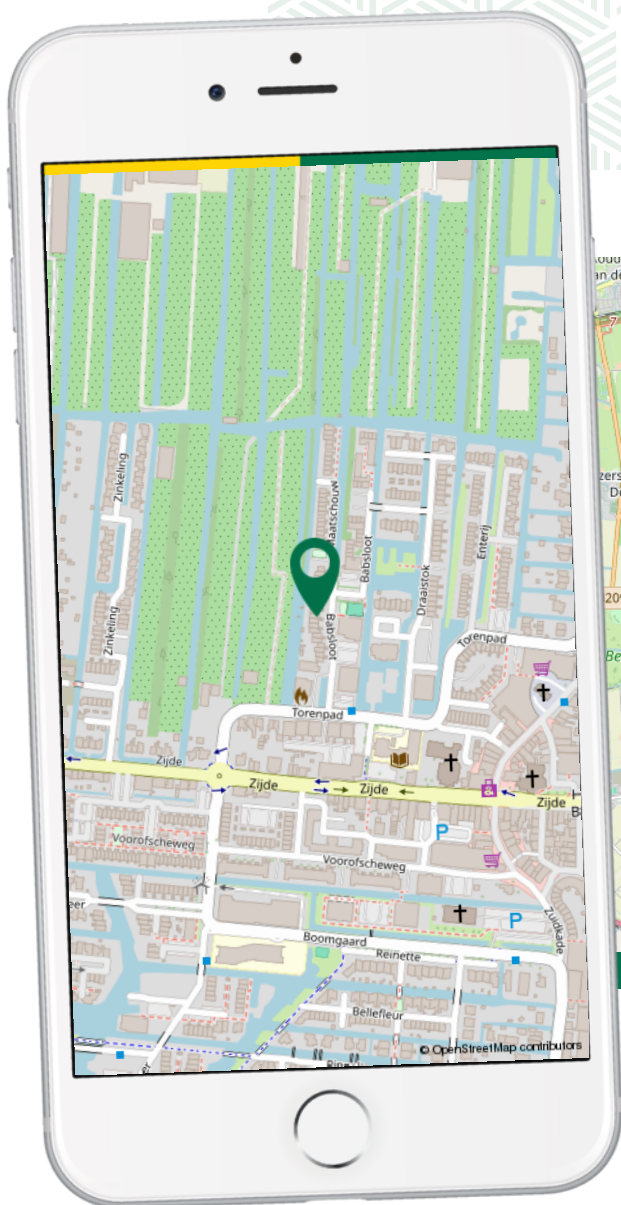 Zinkeling
Zinkeling
Babsloot
Babsloot
Draaistok
Enterij
Torenpad
Torenpad
Zijde
Zijde
Zijde
Zijde
Voorofscheweg
Voorofscheweg
Zuidkade
Boomgaard
Reinette
Bellefleur
P
P
7
© OpenStreetMap contributors